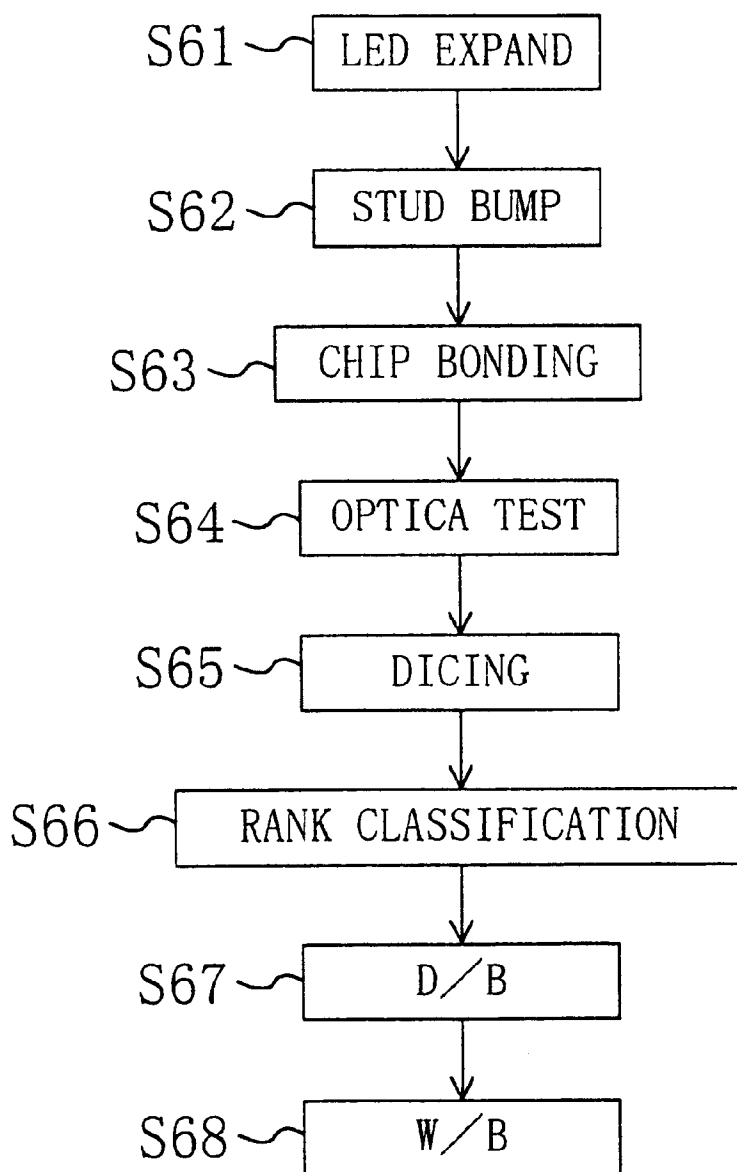 S61 LED EXPAND
S62 STUD BUMP
S63 CHIP BONDING
S64 OPTICA TEST
S65 DICING
S66 RANK CLASSIFICATION
S67 D/B
S68 W/B